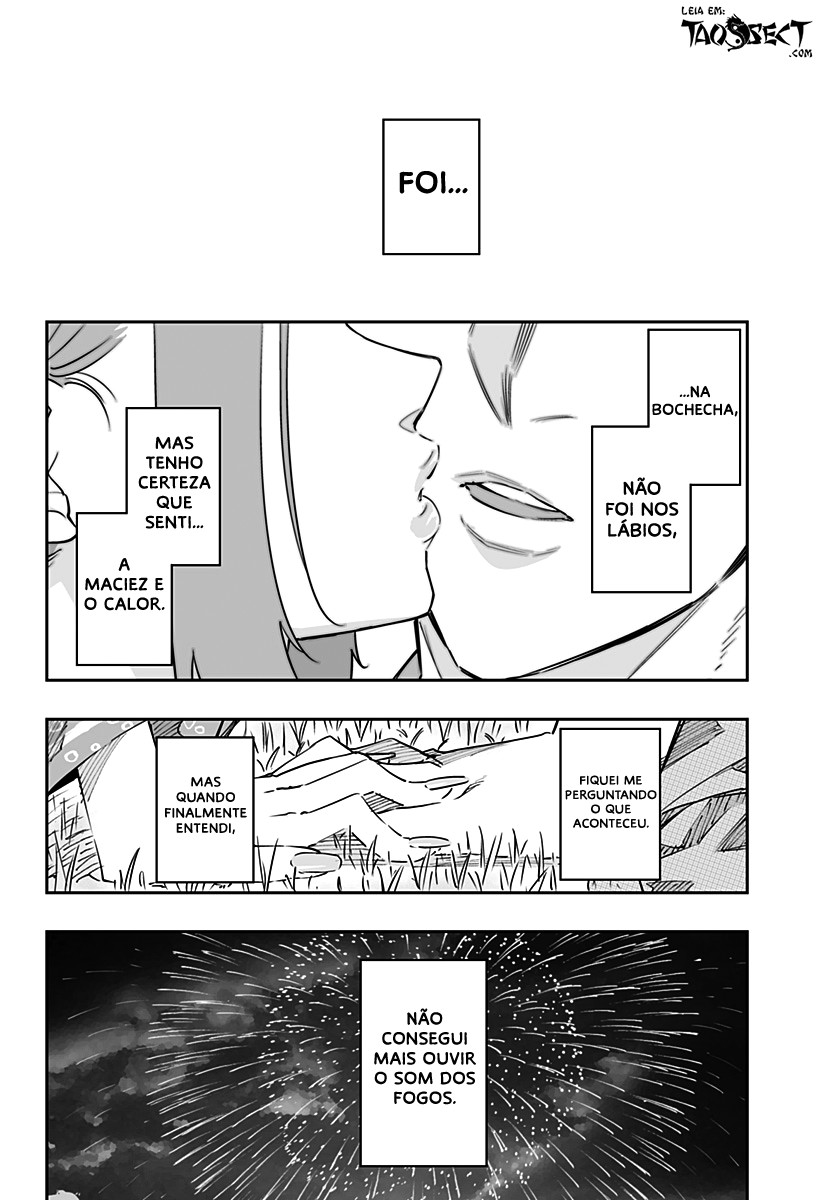 LEIA EM:
TAOSSECT
.COM
FOI...
...NA
BOCHECHA,
NÃO
FOI NOS
LÁBIOS,
MAS
TENHO
CERTEZA
QUE
SENTI...
A
MACIEZ E
O CALOR.
FIQUEI ME
PERGUNTANDO
O QUE
ACONTECEU.
MAS
QUANDO
FINALMENTE
ENTENDI,
NÃO
CONSEGUI
MAIS OUVIR
O SOM DOS
FOGOS.